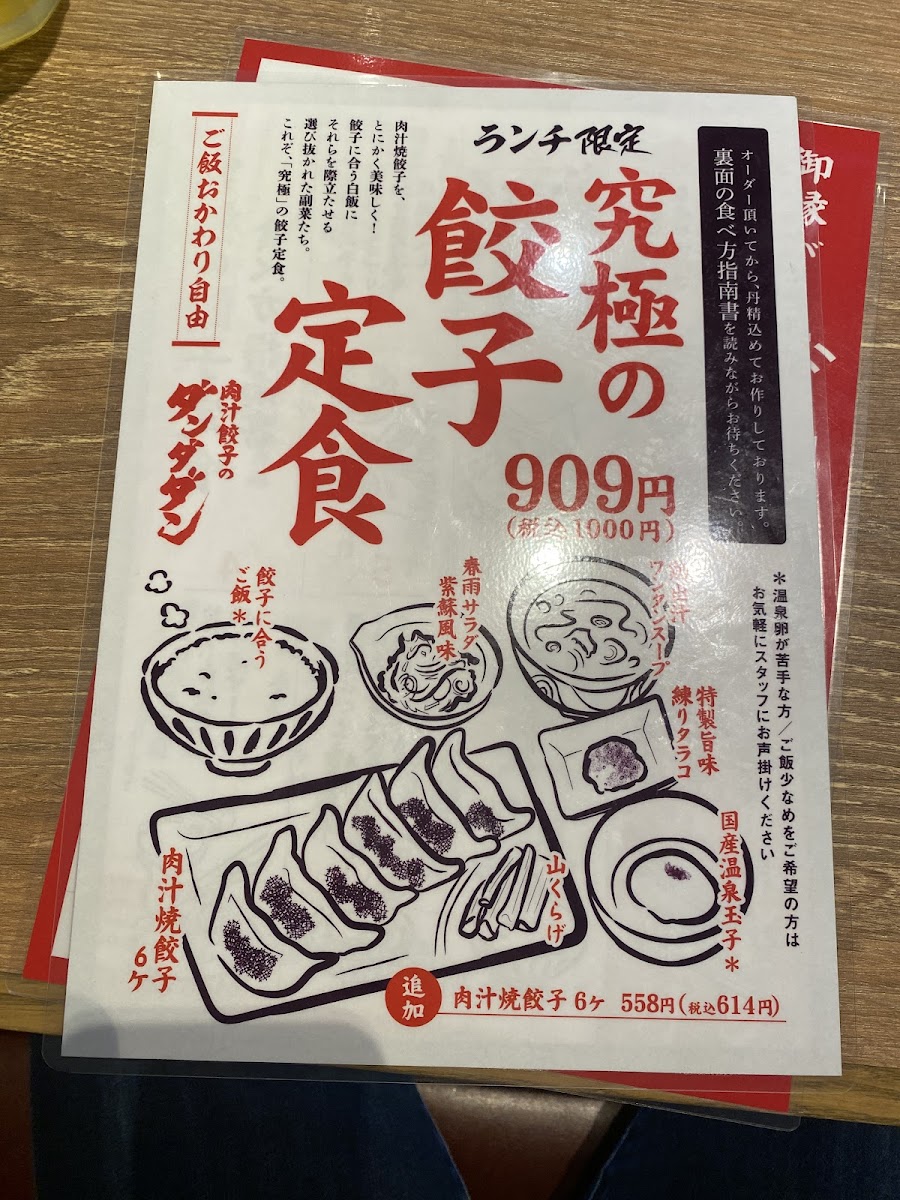 オーダー頂いてから、丹精込めてお作りしております。
裏面の食べ方指南書を読みながらお待ちください。
ランチ限定
究極の
餃子
定食
909円
(税込1000円)
肉汁焼餃子を、
とにかく美味しく!
餃子に合う白飯に
それらを際立たせる
選び抜かれた副菜たち。
これぞ、「究極」の餃子定食。
ご飯おかわり自由
肉汁餃子の
ダンダダン
*温泉卵が苦手な方/ご飯少なめをご希望の方は
お気軽にスタッフにお声掛けください
出汁
ワンタンスープ
春雨サラダ
紫蘇風味
餃子に合う
ご飯*
特製旨味
練りタラコ
国産温泉玉子*
山くらげ
肉汁焼餃子
6ケ
追加
肉汁焼餃子 6ケ 558円(税込614円)
御縁が